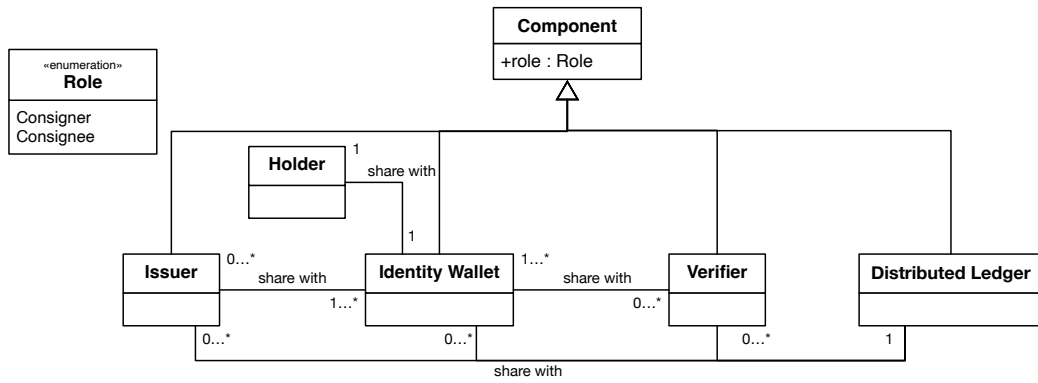 Component
+role : Role
«enumeration»
Role
Consigner
Consignee
Holder
1
share with
1
Issuer
0...*
share with
1...*
Identity Wallet
1...*
share with
0...*
Verifier
Distributed Ledger
0...*
0...*
0...*
1
share with